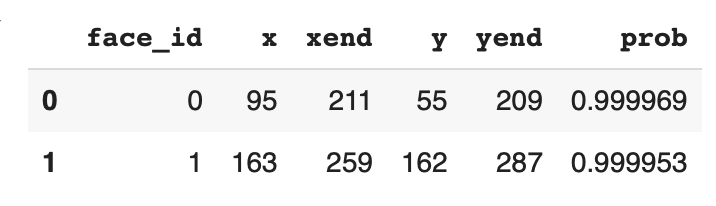 face_id x xend y yend prob
0 0 95 211 55 209 0.999969
1 1 163 259 162 287 0.999953